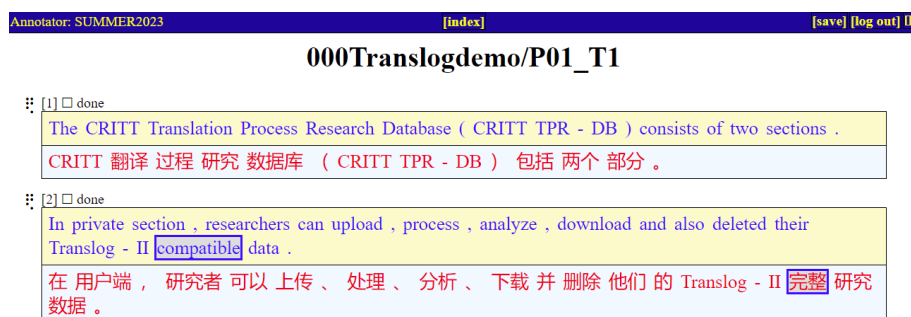 Annotator: SUMMER2023 [index] [save] [log out] []
000Translogdemo/P01_T1
[1] ☐ done
The CRITT Translation Process Research Database ( CRITT TPR - DB ) consists of two sections .
CRITT 翻译 过程 研究 数据库 （ CRITT TPR - DB ） 包括 两个 部分 。
[2] ☐ done
In private section , researchers can upload , process , analyze , download and also deleted their
Translog - II compatible data .
在 用户端 ， 研究者 可以 上传 、 处理 、 分析 、 下载 并 删除 他们 的 Translog - II 完整 研究
数据 。